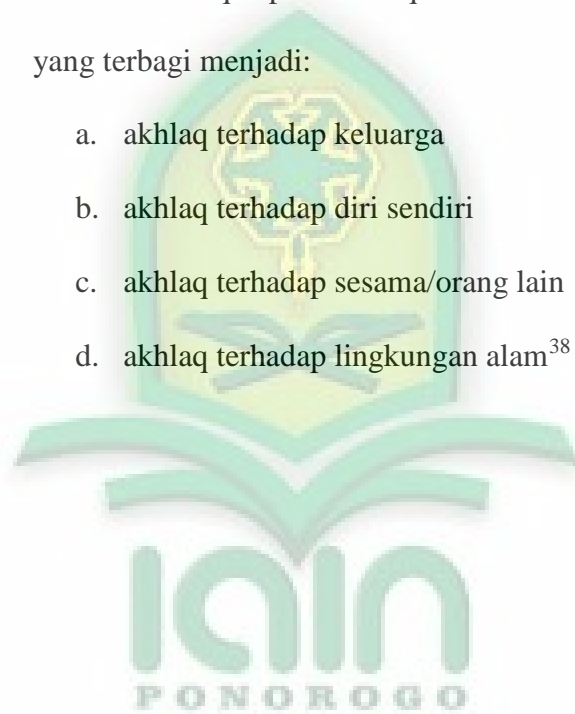 yang terbagi menjadi:
a. akhlaq terhadap keluarga
b. akhlaq terhadap diri sendiri
c. akhlaq terhadap sesama/orang lain
d. akhlaq terhadap lingkungan alam38
iain
PONOROGO